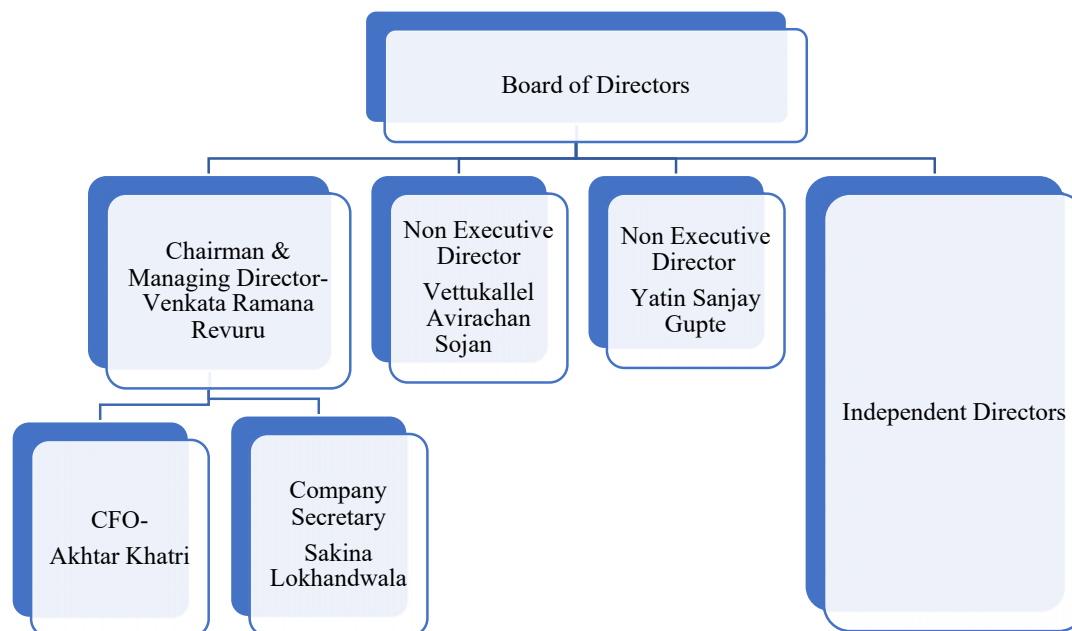 Board of Directors
Chairman &
Managing Director-
Venkata Ramana
Revuru
Non Executive
Director
Vettukallel
Avirachan
Sojan
Non Executive
Director
Yatin Sanjay
Gupte
Independent Directors
CFO-
Akhtar Khatri
Company
Secretary
Sakina
Lokhandwala